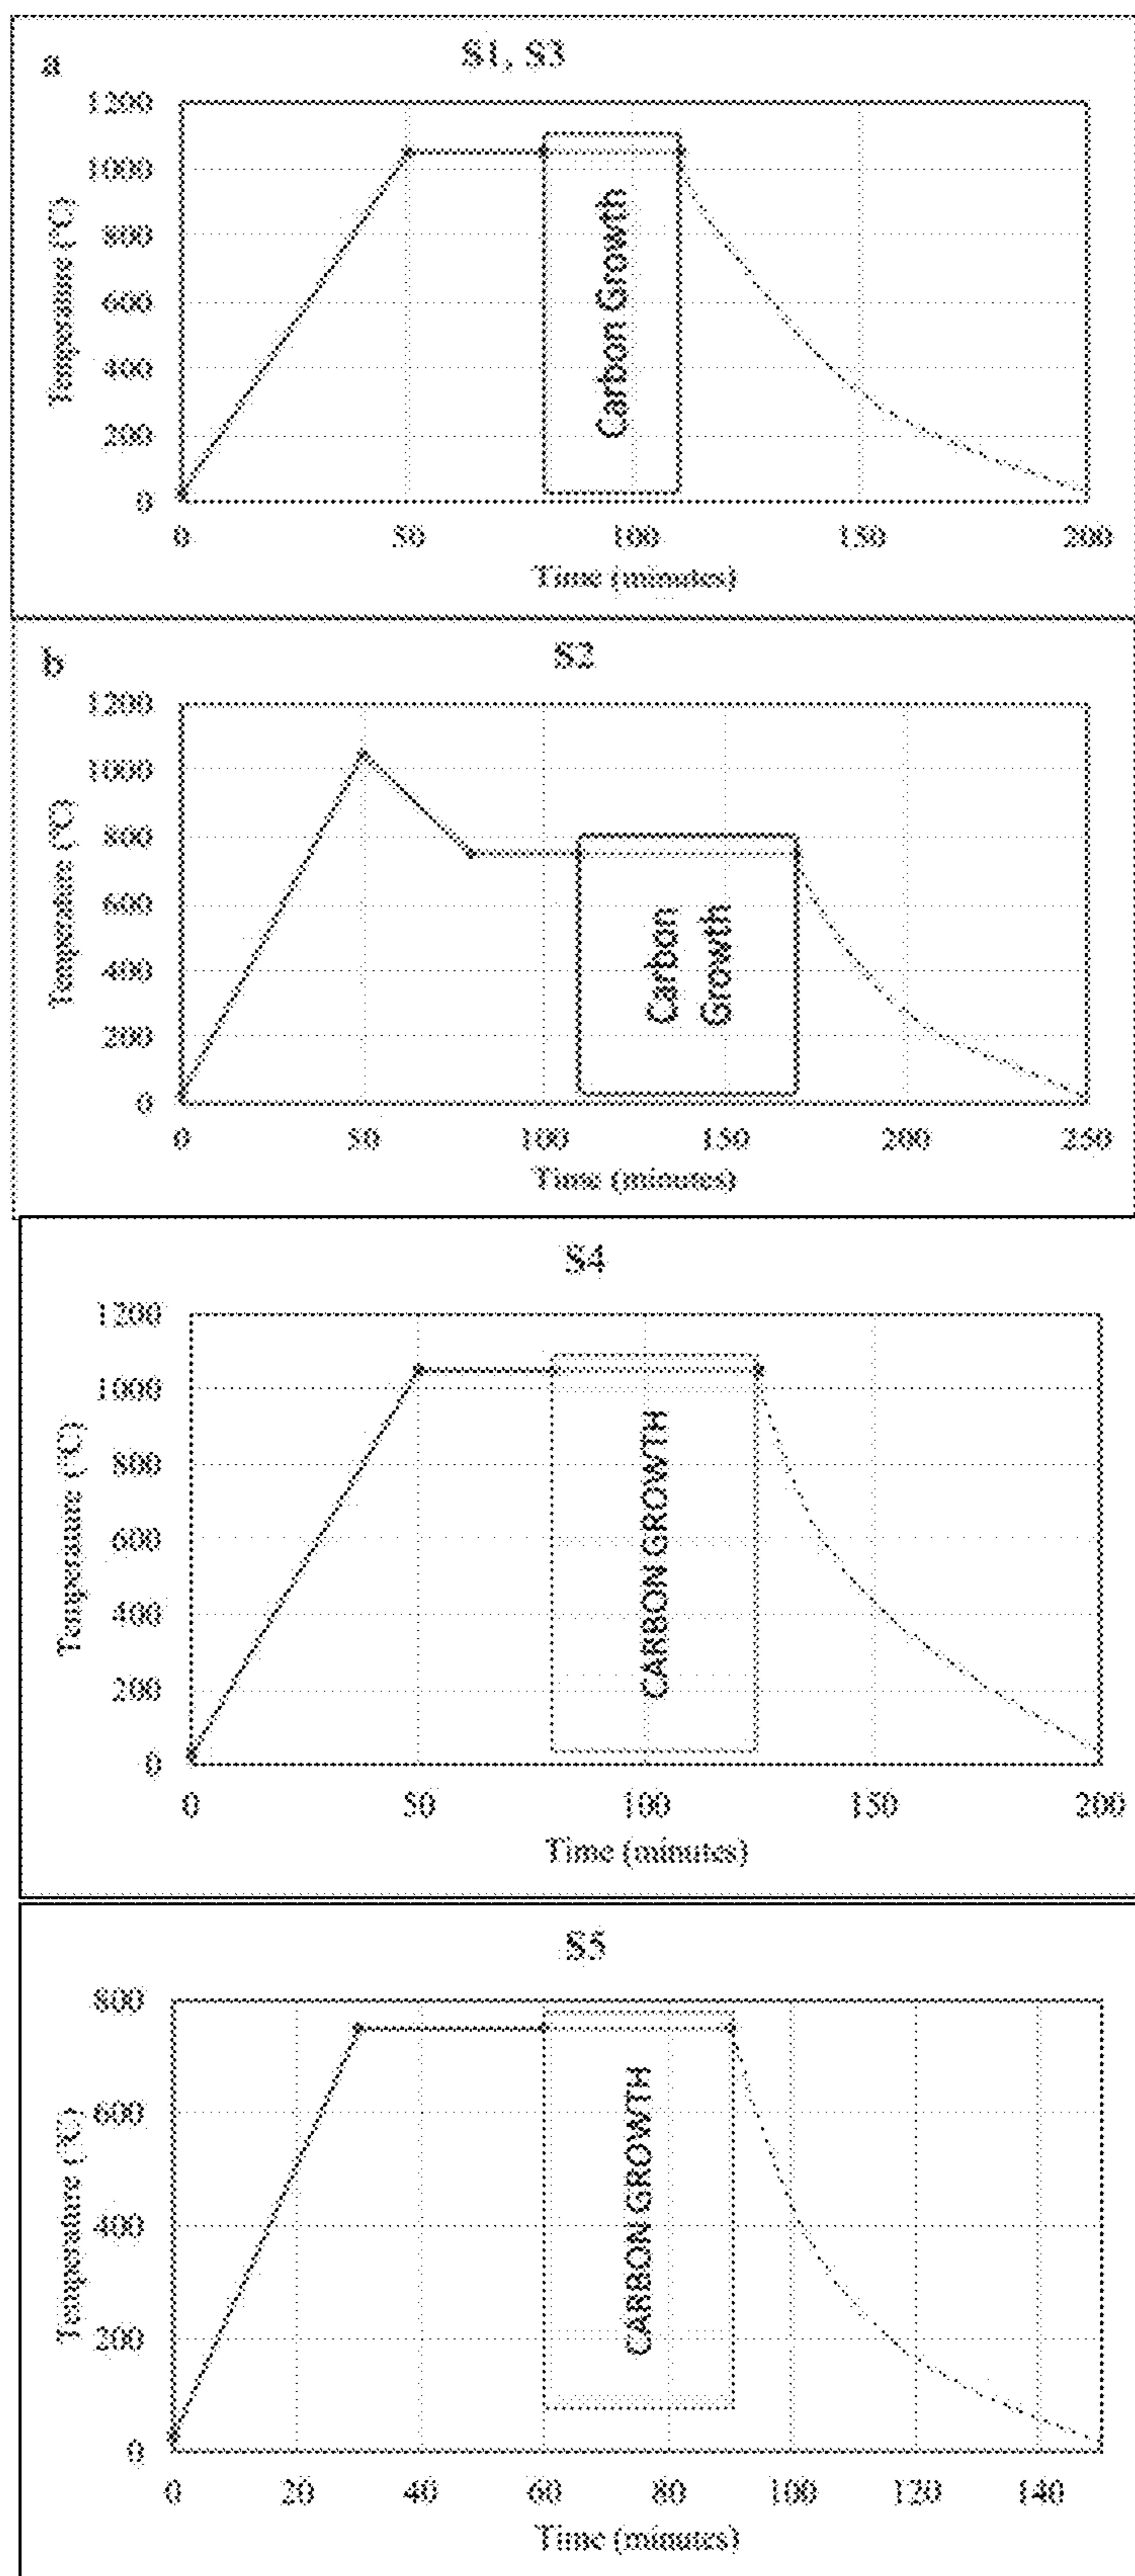 a
S1, S3
1200
1000
800
600
400
200
0
Temperature (°C)
Carbon Growth
0 50 100 150 200
Time (minutes)
b
S2
1200
1000
800
600
400
200
0
Temperature (°C)
Carbon
Growth
0 50 100 150 200 250
Time (minutes)
S4
1200
1000
800
600
400
200
0
Temperature (°C)
CARBON GROWTH
0 50 100 150 200
Time (minutes)
S5
800
600
400
200
0
Temperature (°C)
CARBON GROWTH
0 20 40 60 80 100 120 140
Time (minutes)